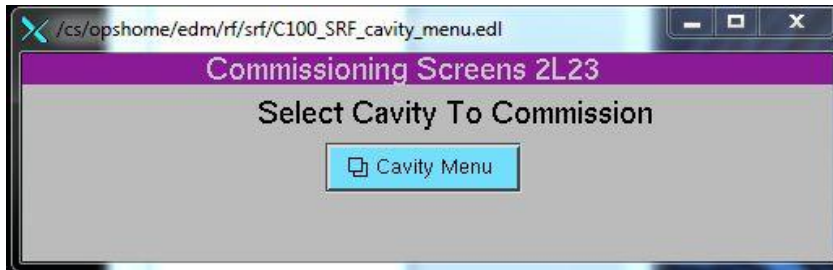 /cs/opshome/edm/rf/srf/C100_SRF_cavity_menu.edl
Commissioning Screens 2L23
Select Cavity To Commission
Cavity Menu